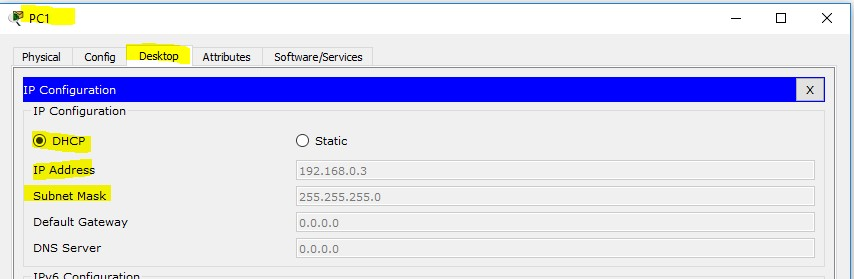 PC1
Physical Config Desktop Attributes Software/Services
IP Configuration X
IP Configuration
DHCP Static
IP Address 192.168.0.3
Subnet Mask 255.255.255.0
Default Gateway 0.0.0.0
DNS Server 0.0.0.0
IPv6 Configuration